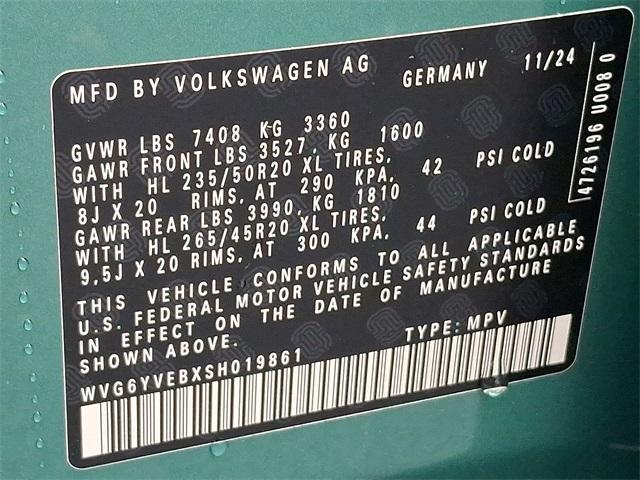 MFD BY VOLKSWAGEN AG GERMANY 11/24
GVWR LBS 7408 KG 3360
GAWR FRONT LBS 3527, KG 1600
WITH HL 235/50R20 XL TIRES,
8J X 20 RIMS, AT 290 KPA, 42 PSI COLD
GAWR REAR LBS 3990, KG 1810
WITH HL 265/45R20 XL TIRES,
9,5J X 20 RIMS, AT 300 KPA, 44 PSI COLD
THIS VEHICLE CONFORMS TO ALL APPLICABLE
U.S. FEDERAL MOTOR VEHICLE SAFETY STANDARDS
IN EFFECT ON THE DATE OF MANUFACTURE
SHOWN ABOVE.
WVG6YVEBXSH019861 TYPE: MPV
4726196 U008 0